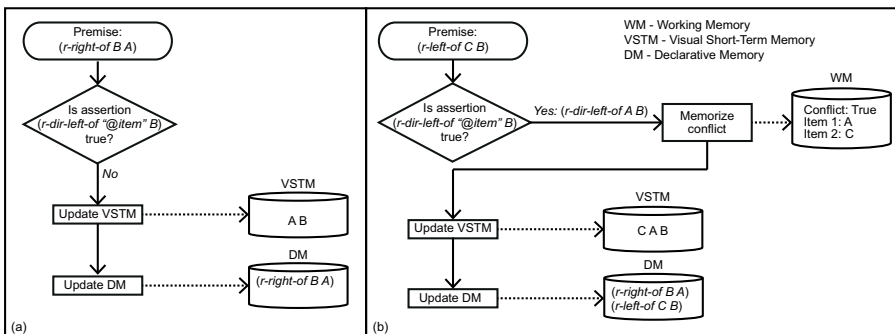 Premise:
(r-right-of B A)
Is assertion
(r-dir-left-of "@item" B)
true?
No
VSTM
Update VSTM
A B
DM
Update DM
(r-right-of B A)
(a)
Premise:
(r-left-of C B)
WM - Working Memory
VSTM - Visual Short-Term Memory
DM - Declarative Memory
Is assertion
(r-dir-left-of "@item" B)
true?
Yes: (r-dir-left-of A B)
Memorize
conflict
WM
Conflict: True
Item 1: A
Item 2: C
VSTM
Update VSTM
C A B
DM
Update DM
(r-right-of B A)
(r-left-of C B)
(b)